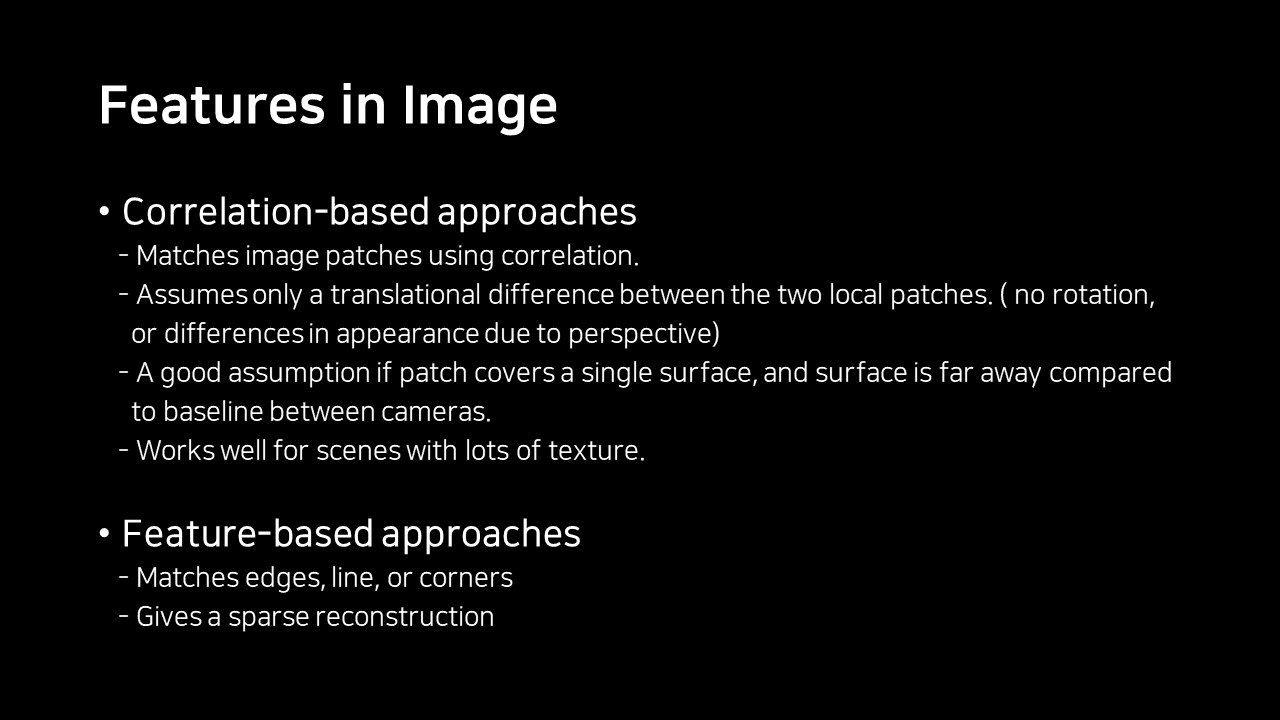 Features in Image
• Correlation-based approaches
- Matches image patches using correlation.
- Assumes only a translational difference between the two local patches. ( no rotation,
or differences in appearance due to perspective)
- A good assumption if patch covers a single surface, and surface is far away compared
to baseline between cameras.
- Works well for scenes with lots of texture.
• Feature-based approaches
- Matches edges, line, or corners
- Gives a sparse reconstruction